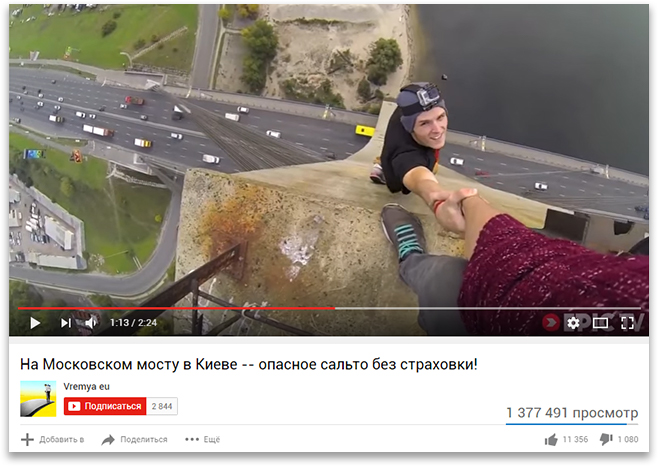 EPICTV
1:13 / 2:24
На Московском мосту в Киеве -- опасное сальто без страховки!
Vremya eu
Подписаться 2 844
1 377 491 просмотр
Добавить в Поделиться Ещё 11 356 1 080